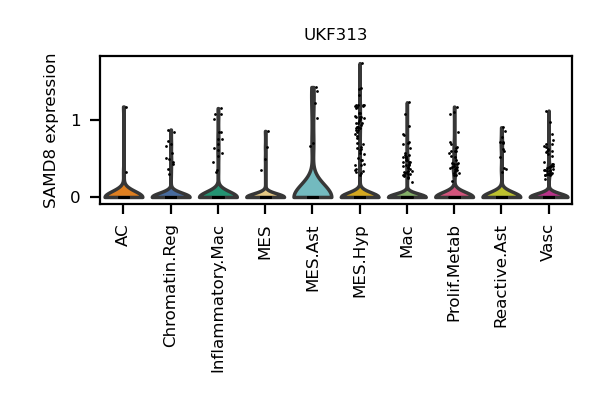 UKF313
SAMD8 expression
1
0
AC
Chromatin.Reg
Inflammatory.Mac
MES
MES.Ast
MES.Hyp
Mac
Prolif.Metab
Reactive.Ast
Vasc